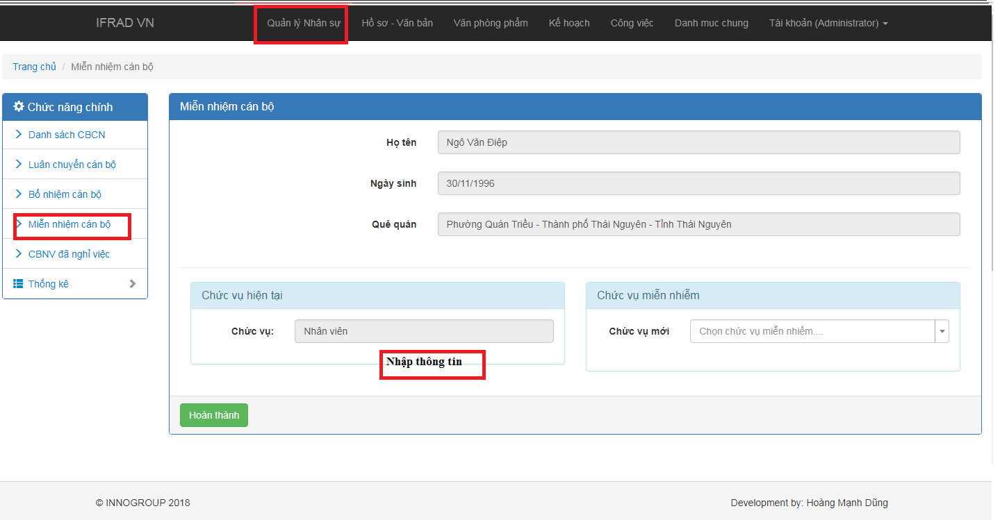 IFRAD VN Quản lý Nhân sự Hồ sơ - Văn bản Văn phòng phẩm Kế hoạch Công việc Danh muc chung Tài khoản (Administrator)
Trang chủ / Miễn nhiệm cán bộ
Chức năng chính
Danh sách CBCN
Luân chuyển cán bộ
Bổ nhiệm cán bộ
Miễn nhiệm cán bộ
CBNV đã nghỉ việc
Thống kê
Miễn nhiệm cán bộ
Họ tên Ngô Văn Điệp
Ngày sinh 30/11/1996
Quê quán Phường Quán Triều - Thành phố Thái Nguyên - Tỉnh Thái Nguyên
Chức vụ hiện tại
Chức vụ: Nhân viên
Chức vụ miễn nhiễm
Chức vụ mới Chọn chức vụ miễn nhiếm....
Nhập thông tin
Hoàn thành
© INNOGROUP 2018 Development by: Hoàng Mạnh Dũng